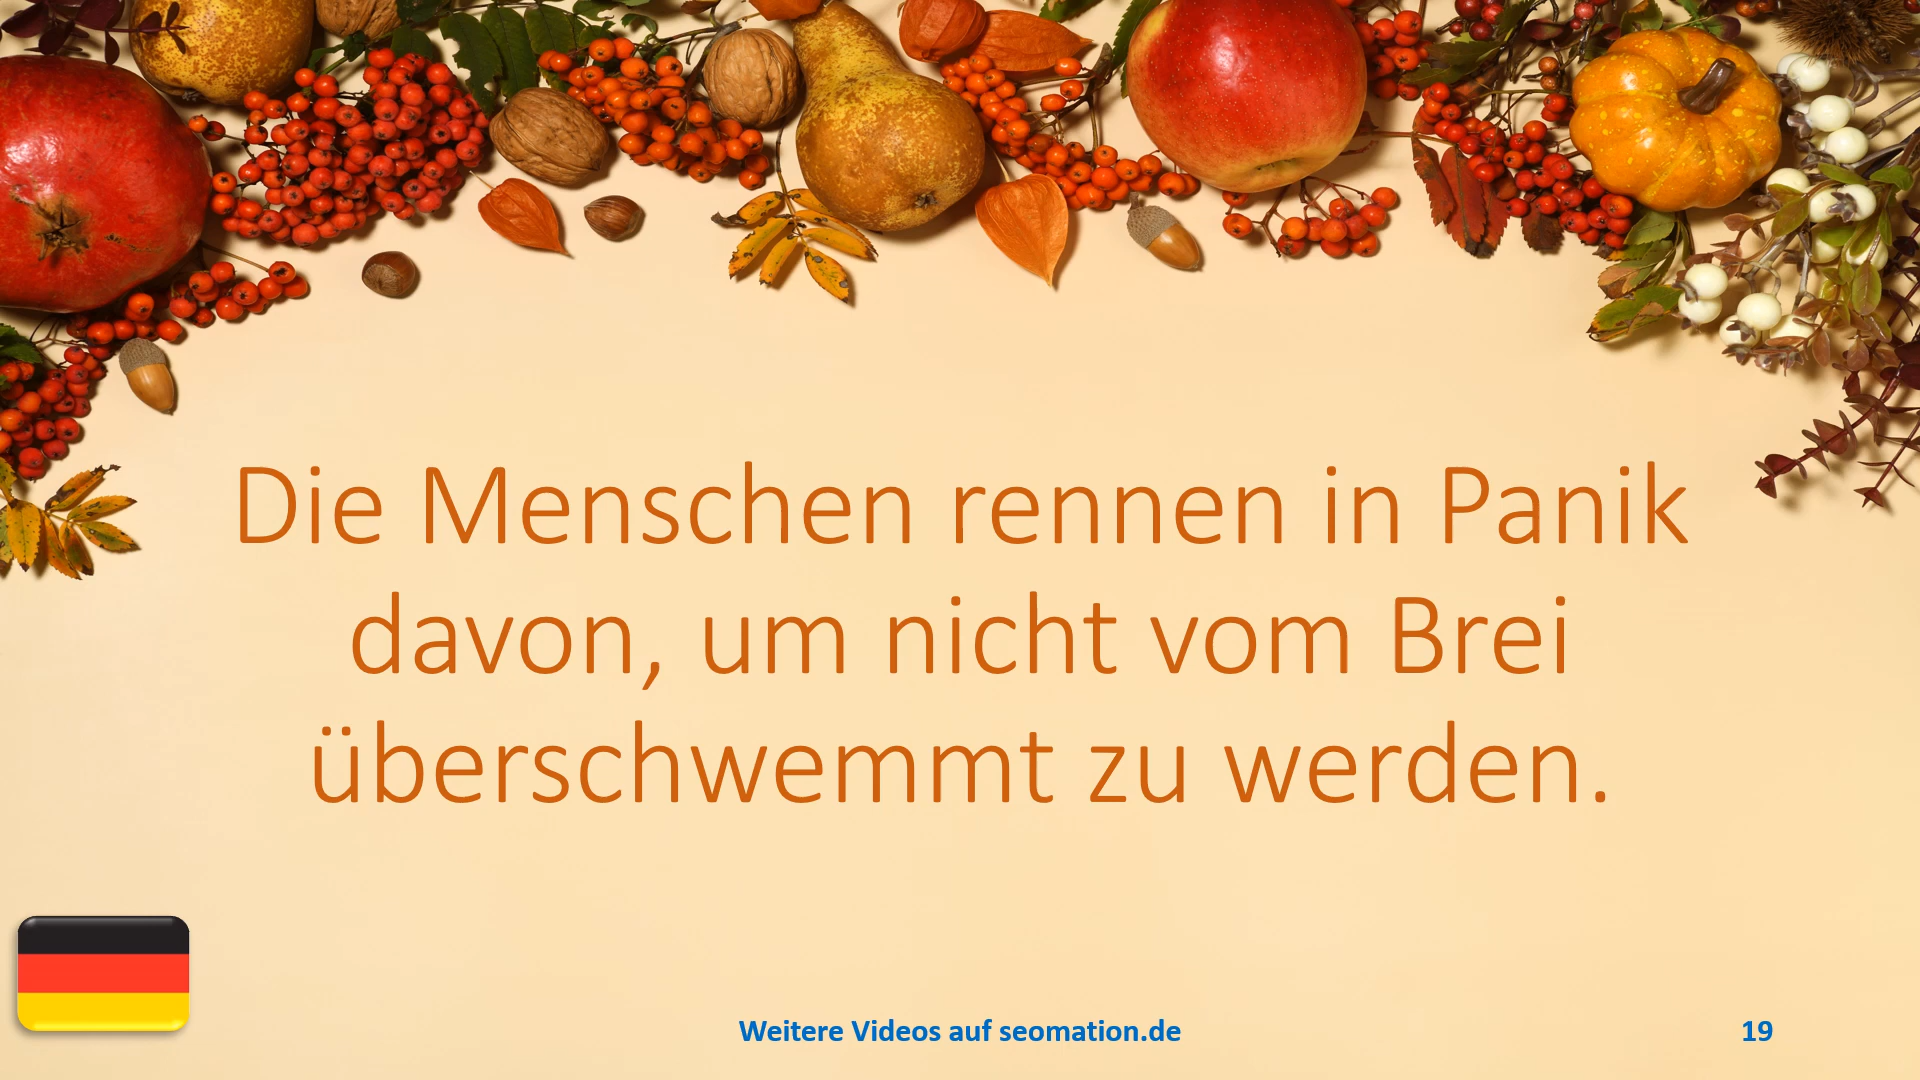 Die Menschen rennen in Panik
davon, um nicht vom Brei
überschwemmt zu werden.
Weitere Videos auf seomation.de
19